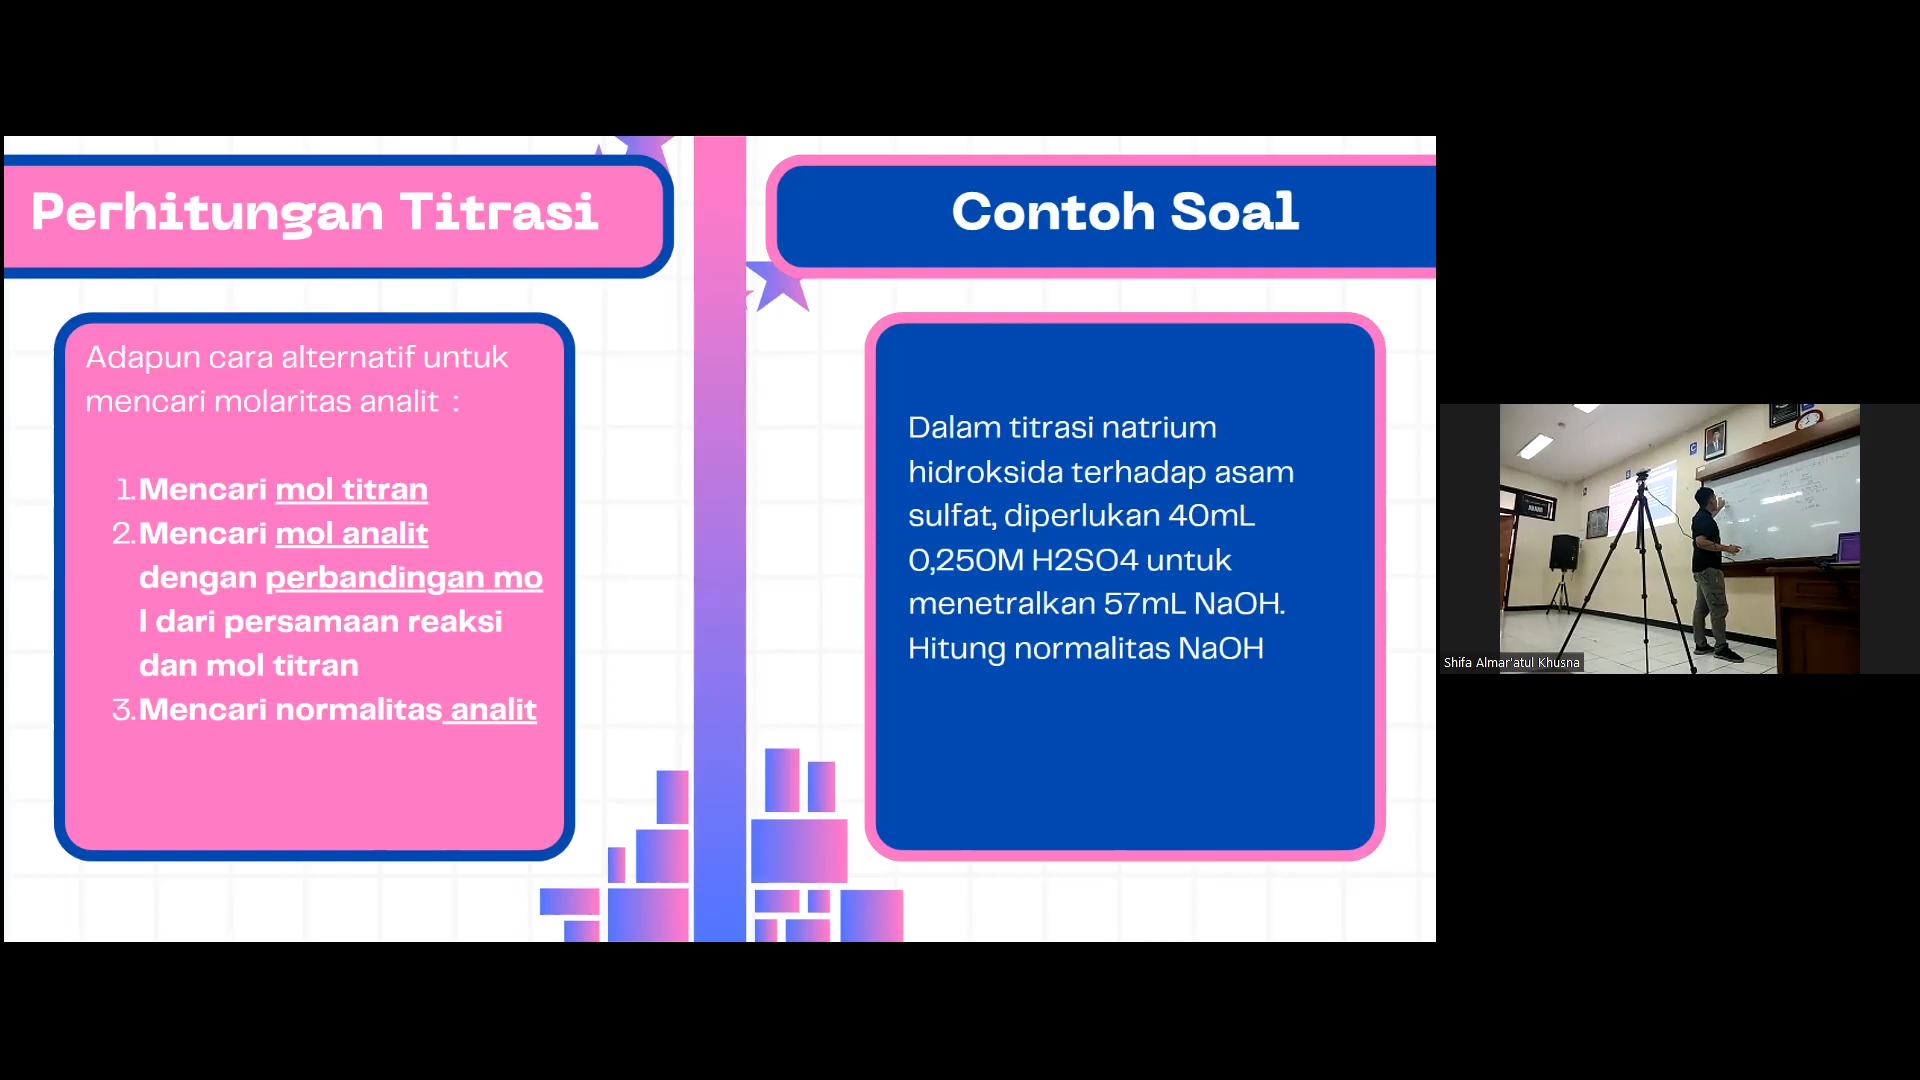 Perhitungan Titrasi
Adapun cara alternatif untuk
mencari molaritas analit :
1. Mencari mol titran
2. Mencari mol analit
dengan perbandingan mo
l dari persamaan reaksi
dan mol titran
3. Mencari normalitas analit
Contoh Soal
Dalam titrasi natrium
hidroksida terhadap asam
sulfat, diperlukan 40mL
0,250M H2SO4 untuk
menetralkan 57mL NaOH.
Hitung normalitas NaOH
Shifa Almar'atul Khusna